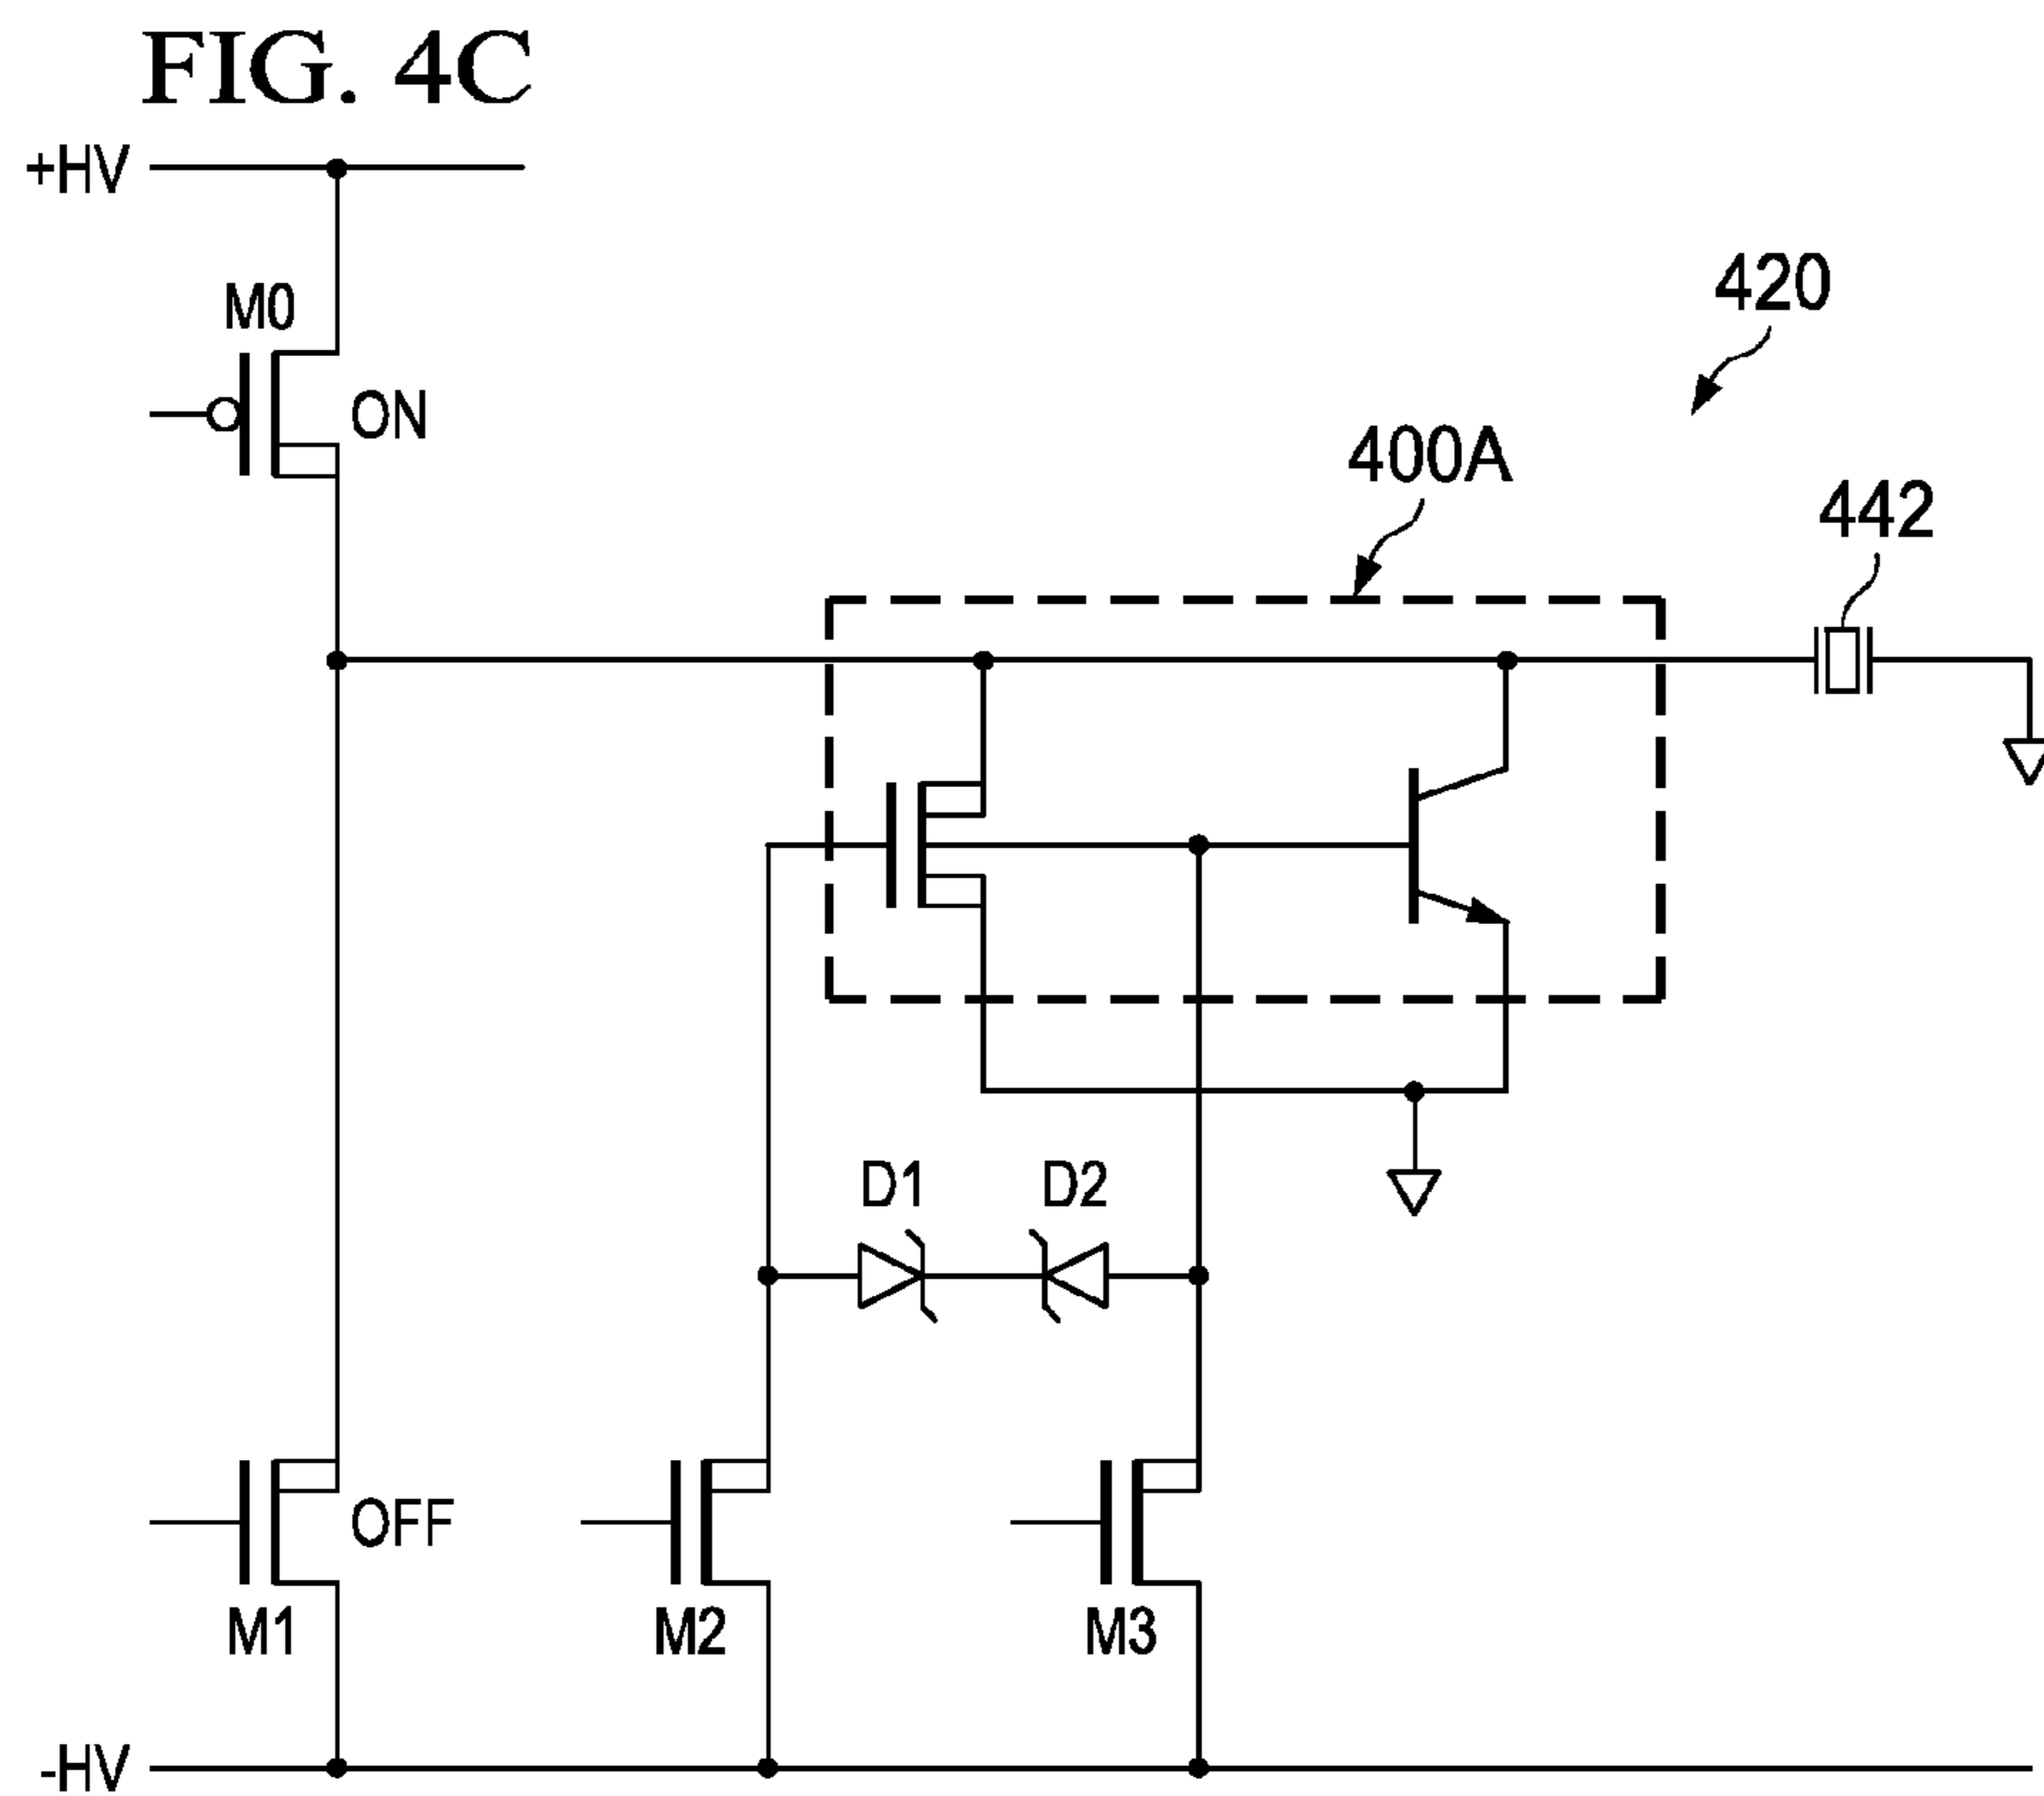 FIG. 4C
+HV
M0
ON
420
400A
442
D1
D2
OFF
M1
M2
M3
-HV